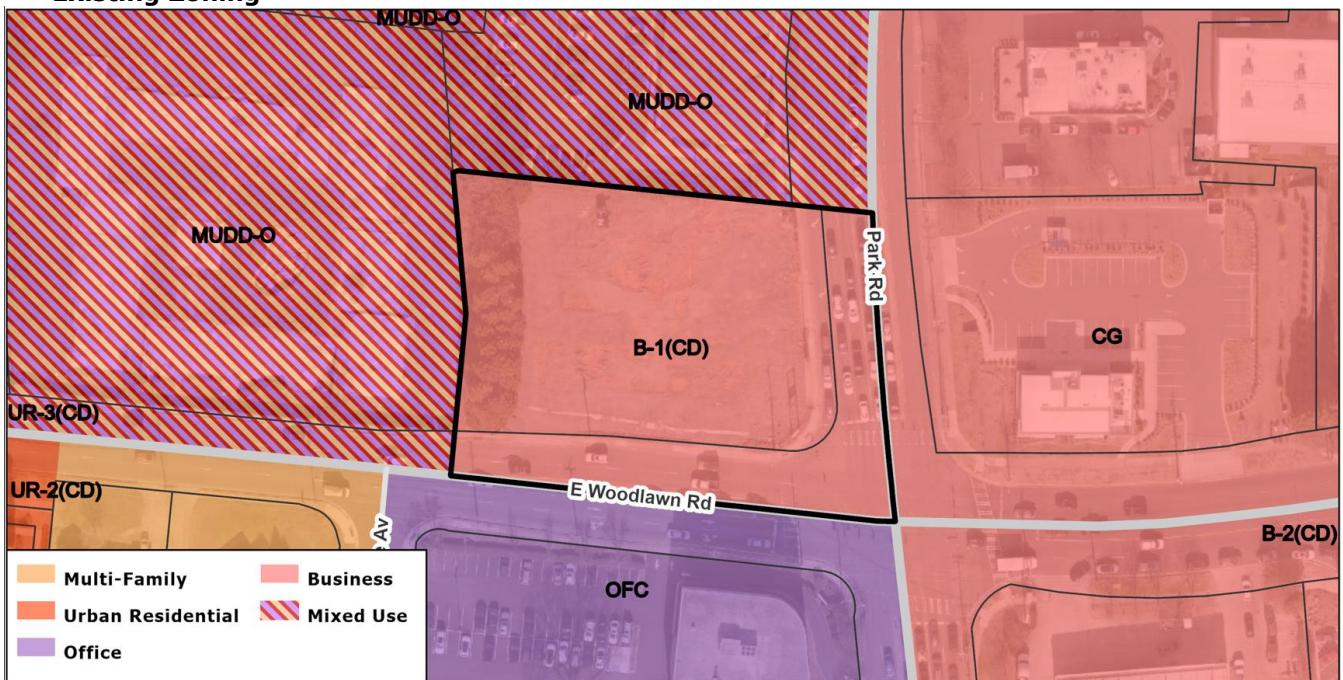 Existing Zoning
MUDD-O
MUDD-O
MUDD-O
Park Rd
B-1(CD)
CG
UR-3(CD)
UR-2(CD)
E Woodlawn Rd
Av
B-2(CD)
OFC
Multi-Family
Business
Urban Residential
Mixed Use
Office